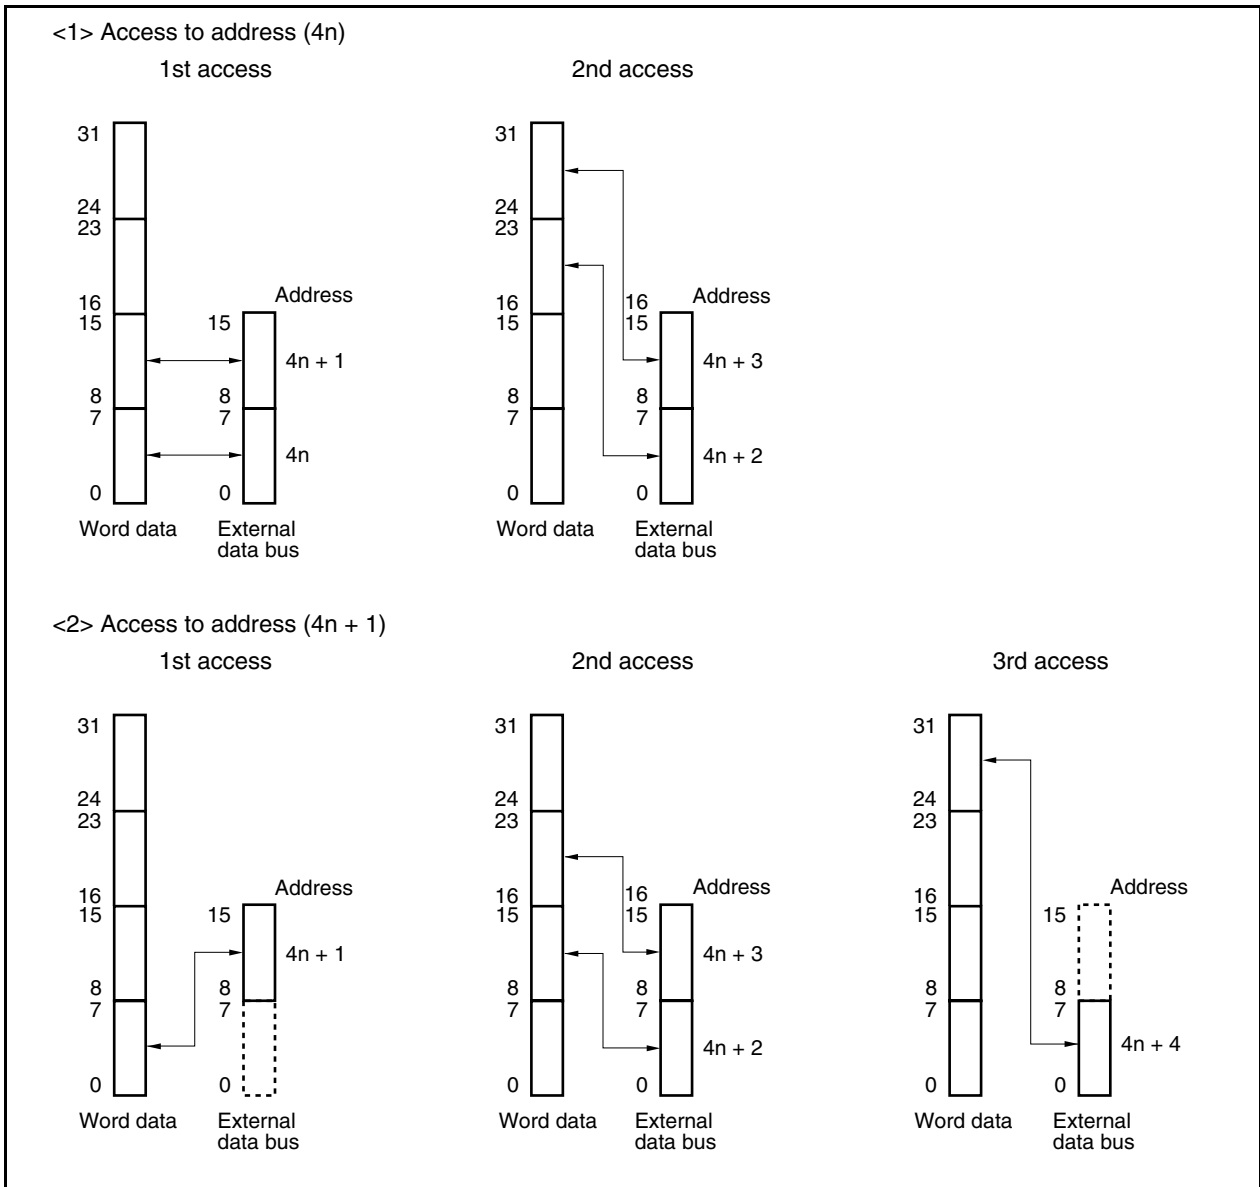 <1> Access to address (4n)
1st access
2nd access
31
24
23
16
15
8
7
0
Address
15
4n + 1
8
7
4n
0
Word data
External
data bus
31
24
23
16
15
8
7
0
16
15
Address
4n + 3
8
7
4n + 2
0
Word data
External
data bus
<2> Access to address (4n + 1)
1st access
2nd access
3rd access
31
24
23
16
15
8
7
0
Address
15
4n + 1
8
7
0
Word data
External
data bus
31
24
23
16
15
8
7
0
16
15
Address
4n + 3
8
7
4n + 2
0
Word data
External
data bus
31
24
23
16
15
8
7
0
Address
15
8
7
4n + 4
0
Word data
External
data bus